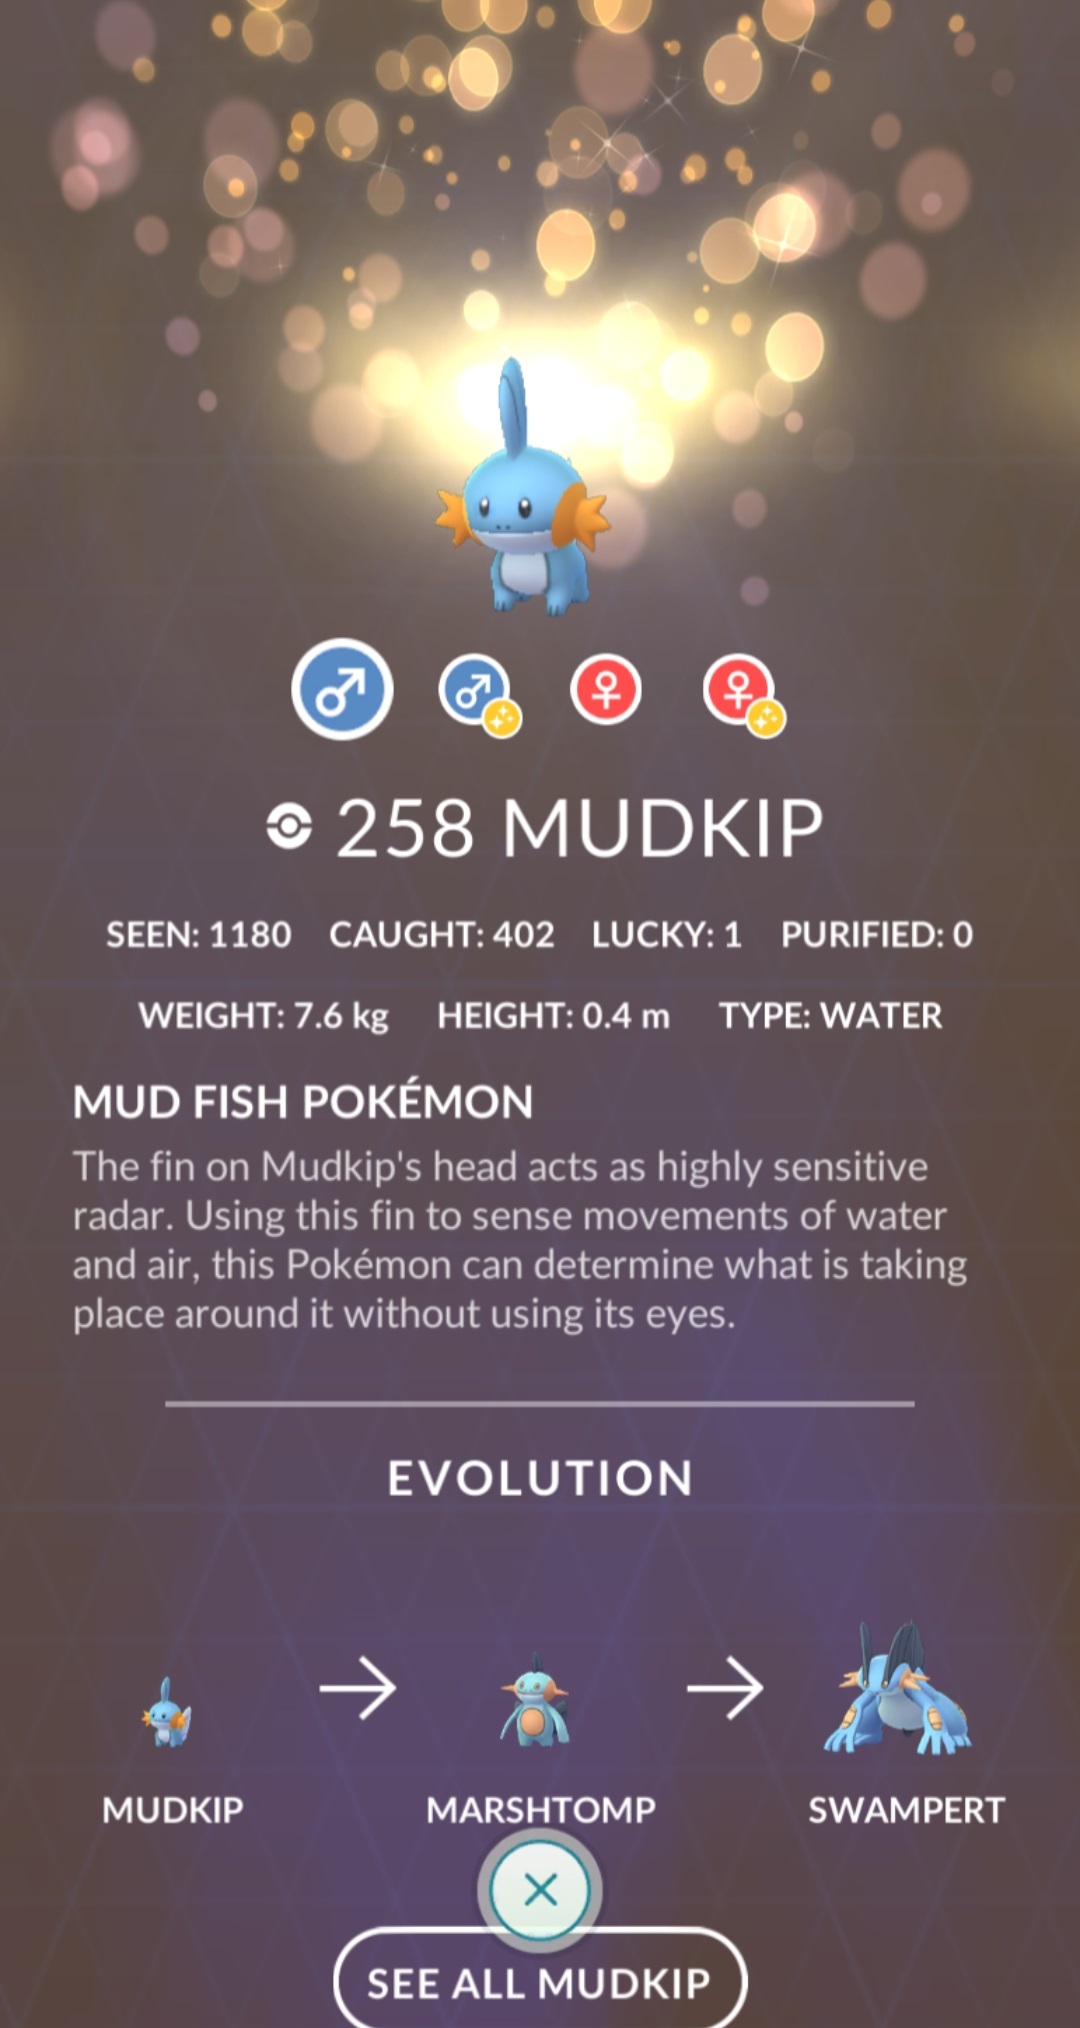 258 MUDKIP
SEEN: 1180 CAUGHT: 402 LUCKY: 1 PURIFIED: 0
WEIGHT: 7.6 kg HEIGHT: 0.4 m TYPE: WATER
MUD FISH POKÉMON
The fin on Mudkip's head acts as highly sensitive
radar. Using this fin to sense movements of water
and air, this Pokémon can determine what is taking
place around it without using its eyes.
EVOLUTION
MUDKIP MARSHTOMP SWAMPERT
SEE ALL MUDKIP